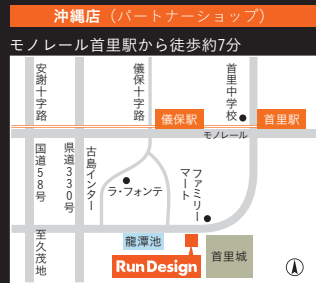 沖縄店（パートナーショップ）
モノレール首里駅から徒歩約7分
安謝十字路
儀保十字路
首里中学校
儀保駅
首里駅
モノレール
国道58号
県道330号
古島インター
ラ・フォンテ
ファミリーマート
至久茂地
龍潭池
首里城
RunDesign